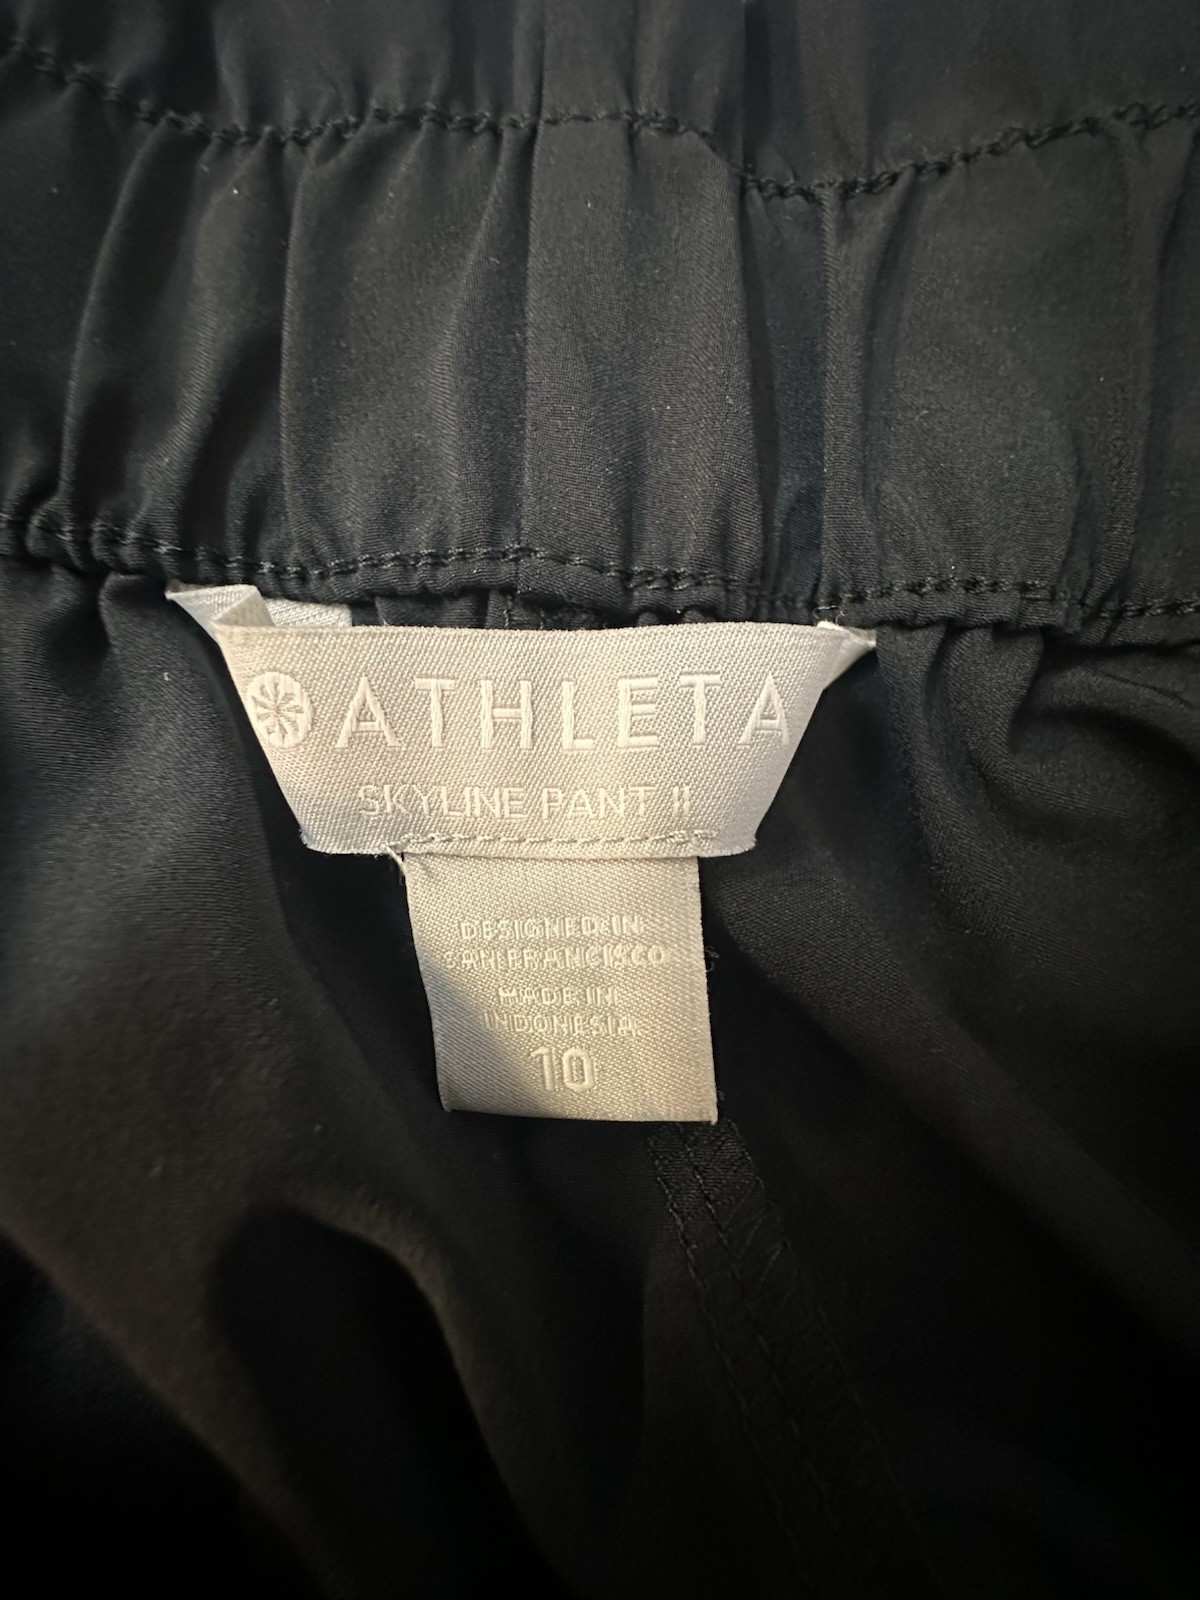 ATHLETA
SKYLINE PANT II
DESIGNED IN
SAN FRANCISCO
MADE IN
INDONESIA
10